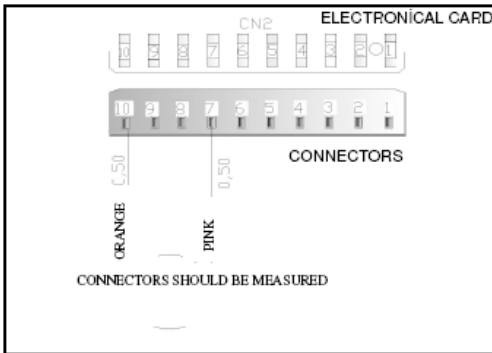 CN2 ELECTRONİCAL CARD
10 9 8 7 6 5 4 3 2 1
10 9 8 7 6 5 4 3 2 1
CONNECTORS
0,50 0,50
ORANGE PINK
CONNECTORS SHOULD BE MEASURED